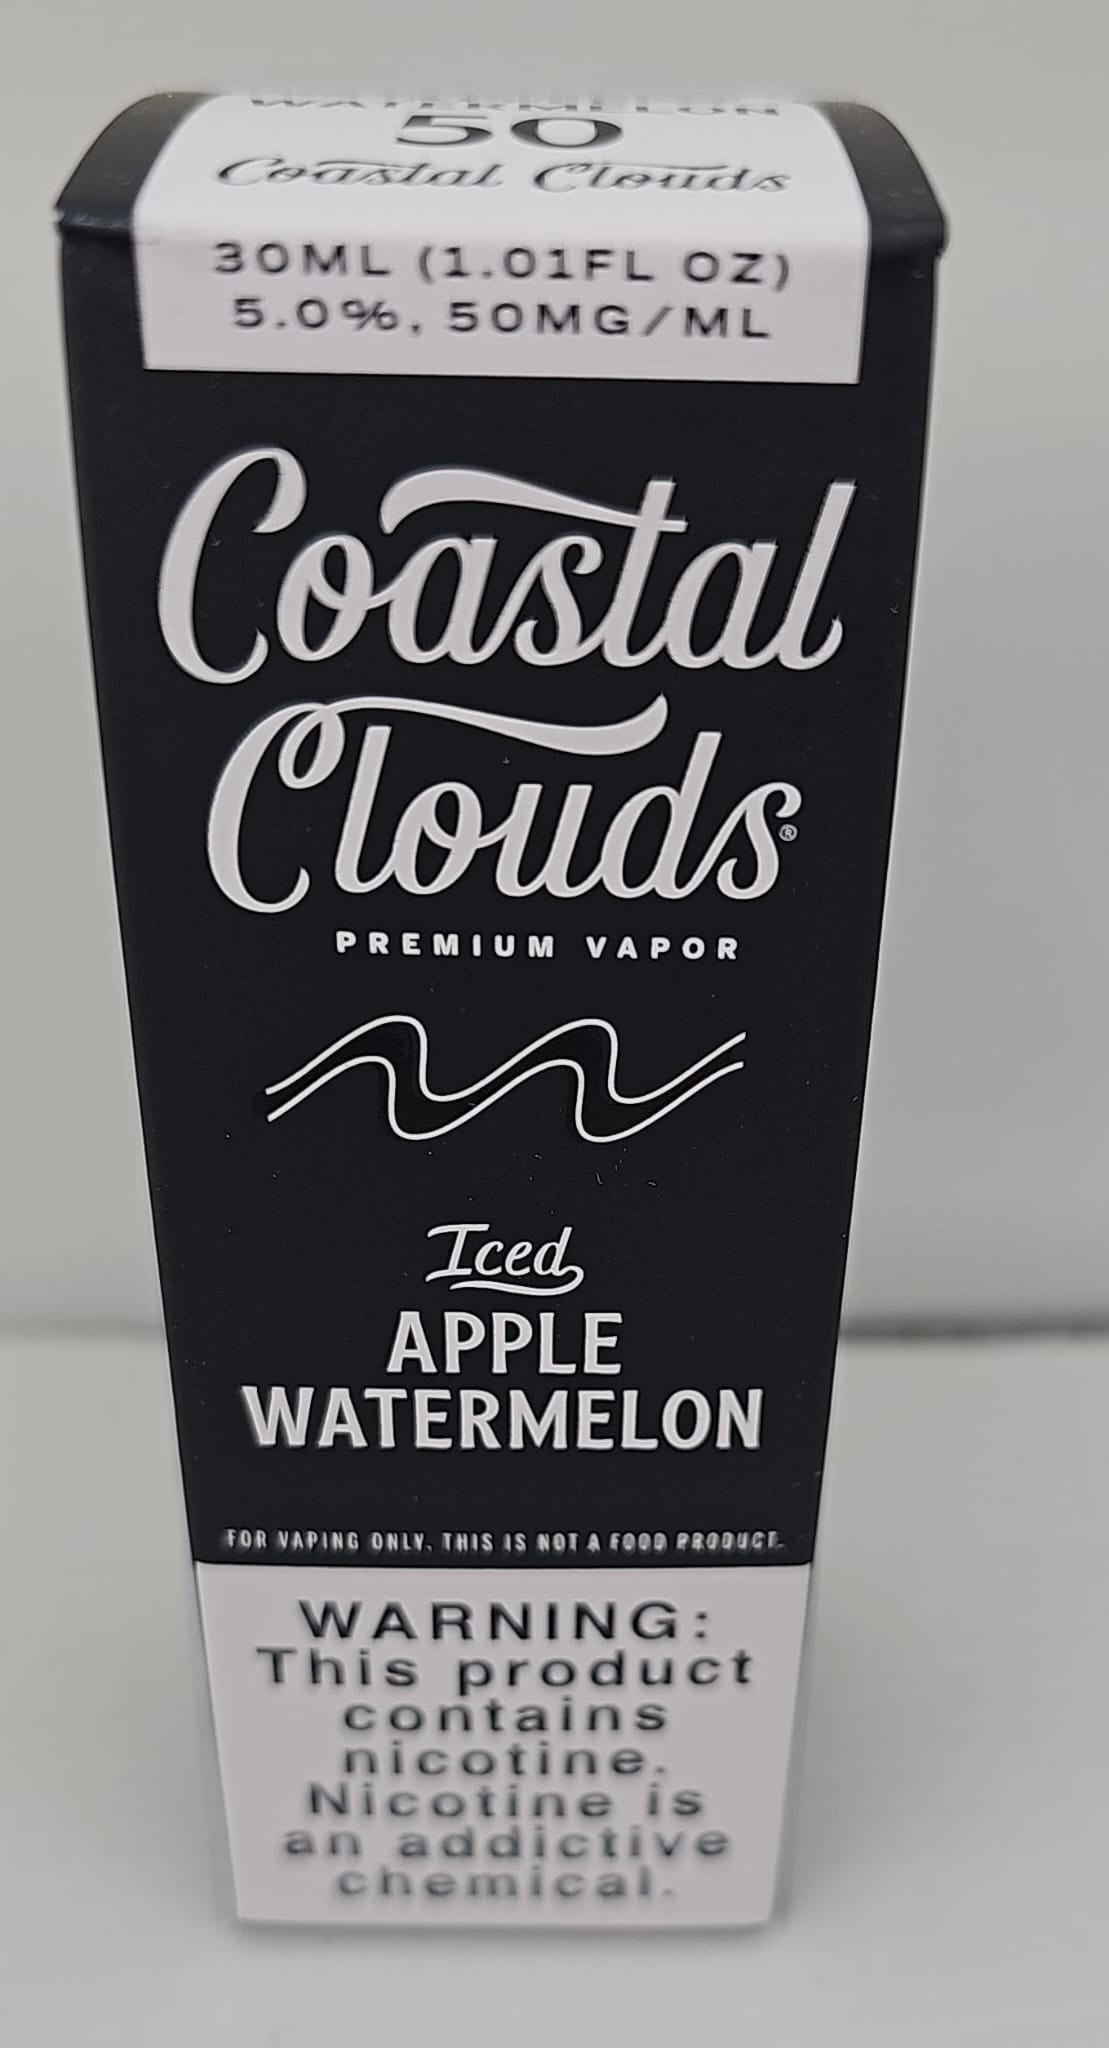 WATERMELON
50
Coastal Clouds
30ML (1.01FL OZ)
5.0%, 50MG/ML
Coastal
Clouds®
PREMIUM VAPOR
Iced
APPLE
WATERMELON
FOR VAPING ONLY. THIS IS NOT A FOOD PRODUCT.
WARNING:
This product
contains
nicotine.
Nicotine is
an addictive
chemical.